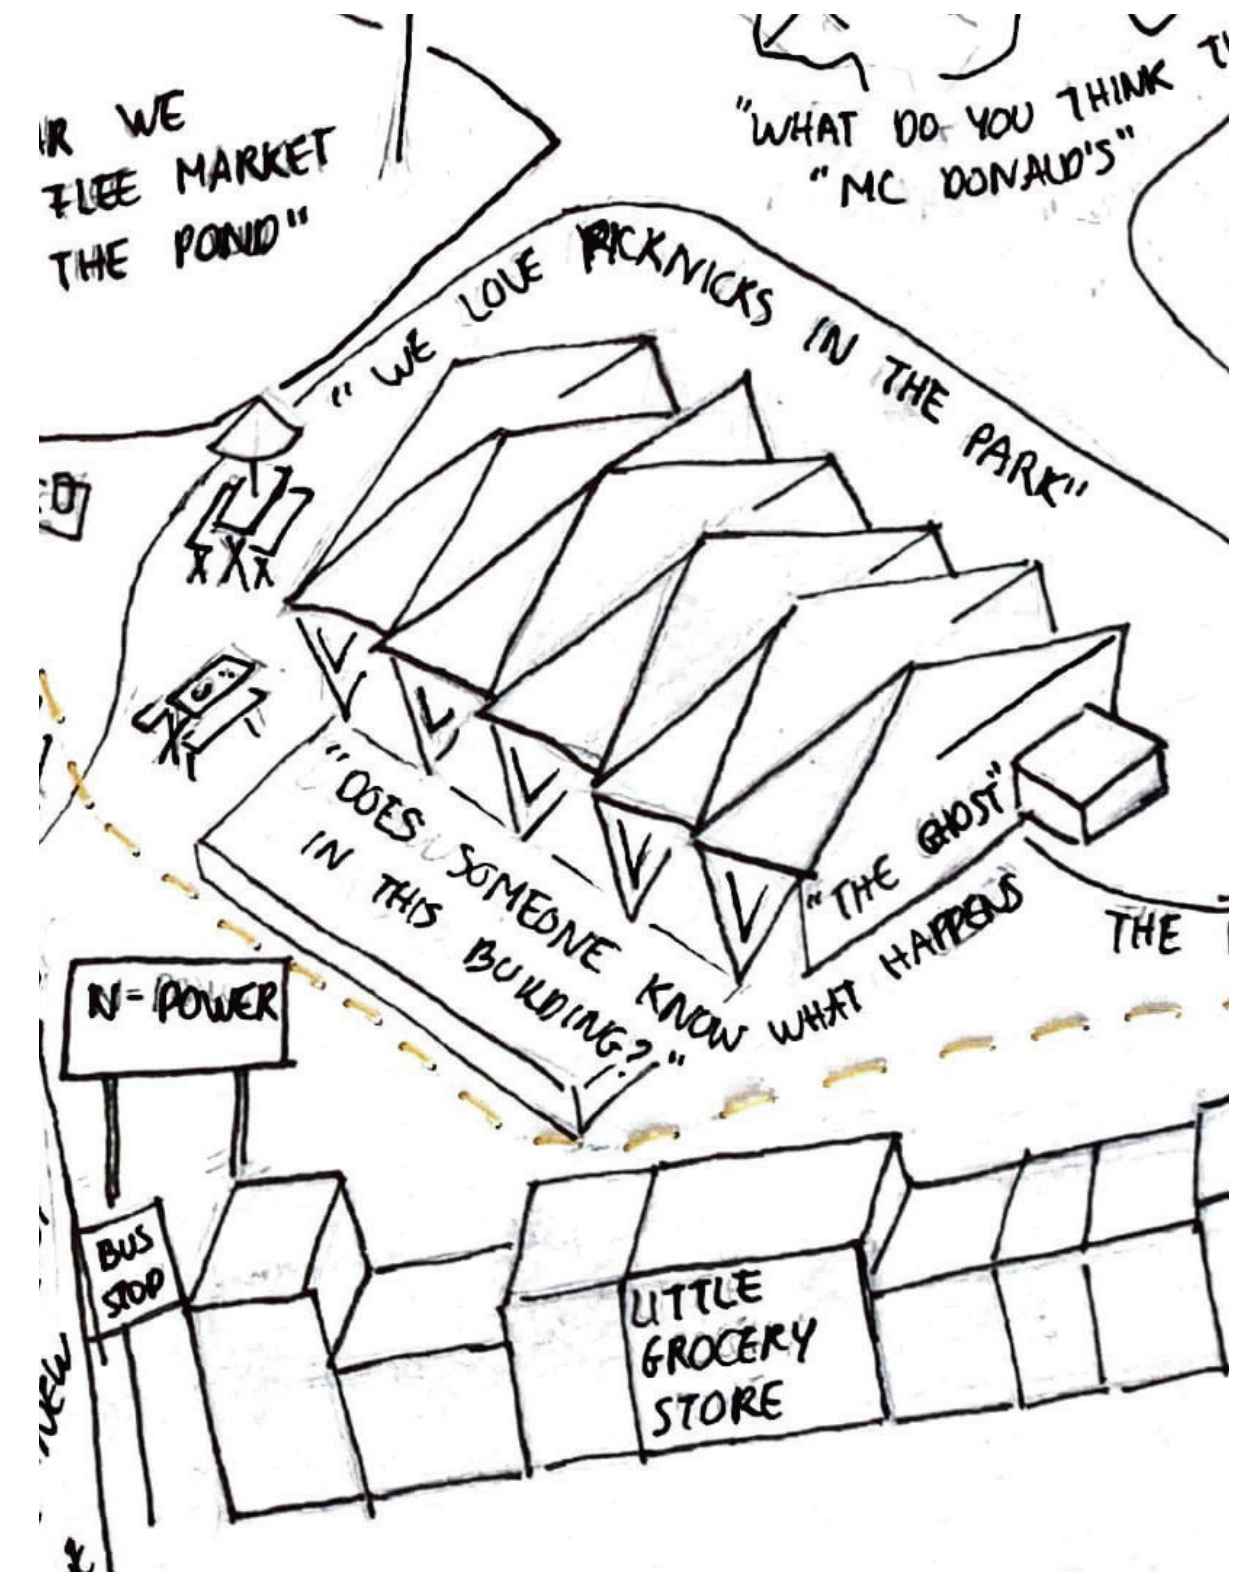 WE
FLEE MARKET
THE POND"
"WHAT DO YOU THINK
"MC DONALD'S"
"WE LOVE PICKNICKS IN THE PARK"
"DOES SOMEONE KNOW WHAT HAPPENS
IN THIS BUILDING?"
"THE GHOST"
THE
N-POWER
BUS
STOP
LITTLE
GROCERY
STORE